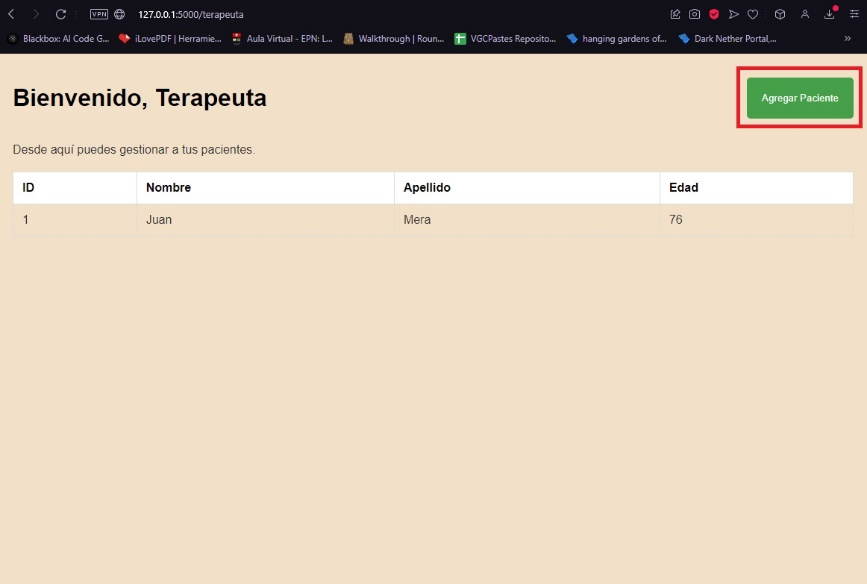 VPN 127.0.0.1:5000/terapeuta
Blackbox: AI Code G... iLovePDF | Herramie... Aula Virtual - EPN: L... Walkthrough | Roun... VGCPastes Reposito... hanging gardens of... Dark Nether Portal,... »
Bienvenido, Terapeuta Agregar Paciente
Desde aquí puedes gestionar a tus pacientes.
ID Nombre Apellido Edad
1 Juan Mera 76